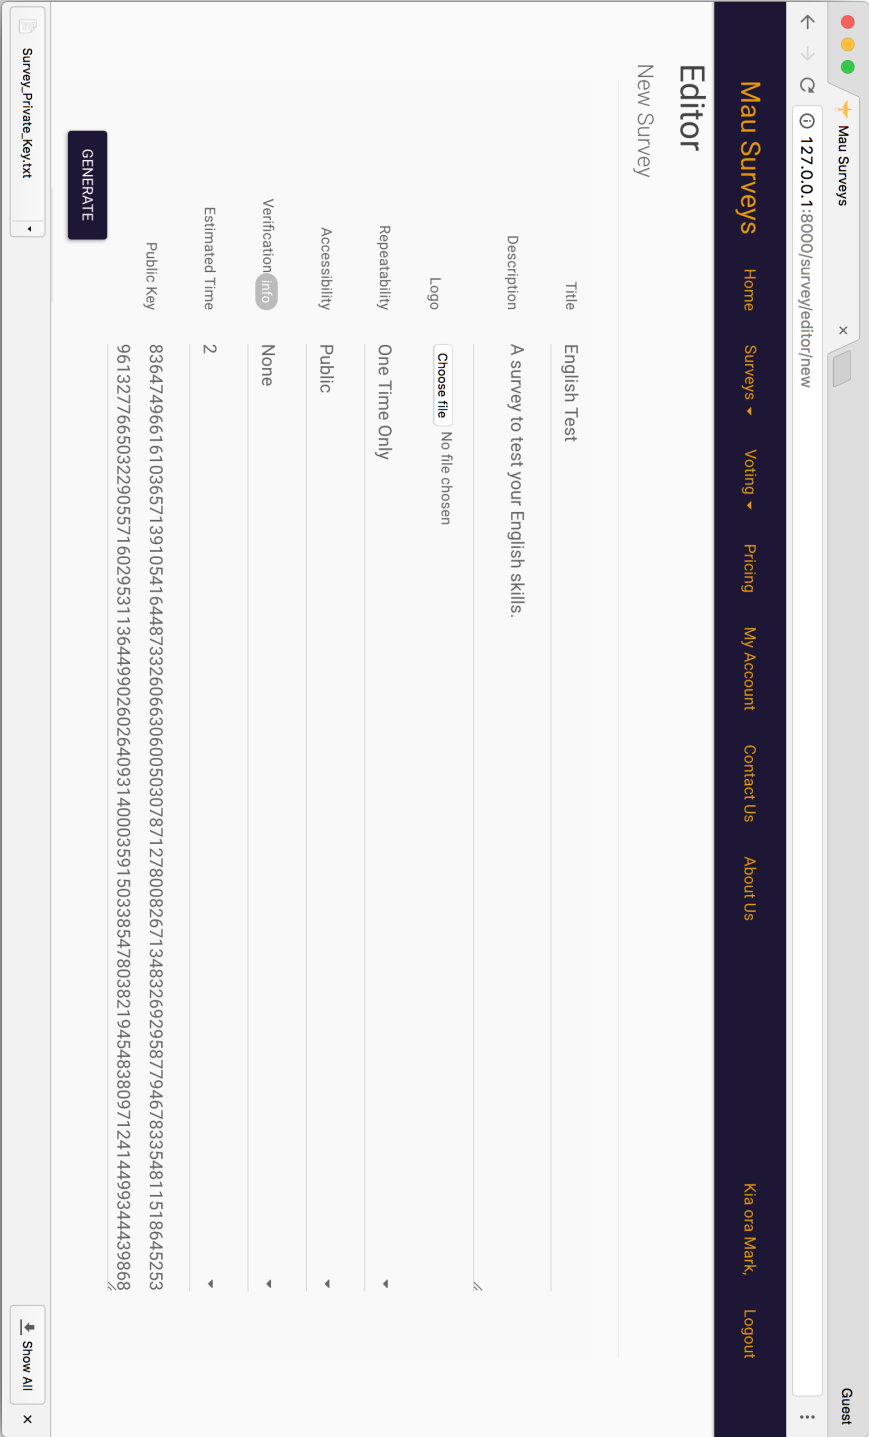 Mau Surveys
Guest
127.0.0.1:8000/survey/editor/new
Mau Surveys Home Surveys Voting Pricing My Account Contact Us About Us Kia ora Mark, Logout
Editor
New Survey
Title English Test
Description A survey to test your English skills.
Logo Choose file No file chosen
Repeatability One Time Only
Accessibility Public
Verification info None
Estimated Time 2
Public Key 8364749661610365713910541644873326066306005030787127800826713483269295877946783354811518645253
9613277665032290557160295311364499026026409314000359150338547803821945483809712414499344439868
GENERATE
Survey_Private_Key.txt
Show All